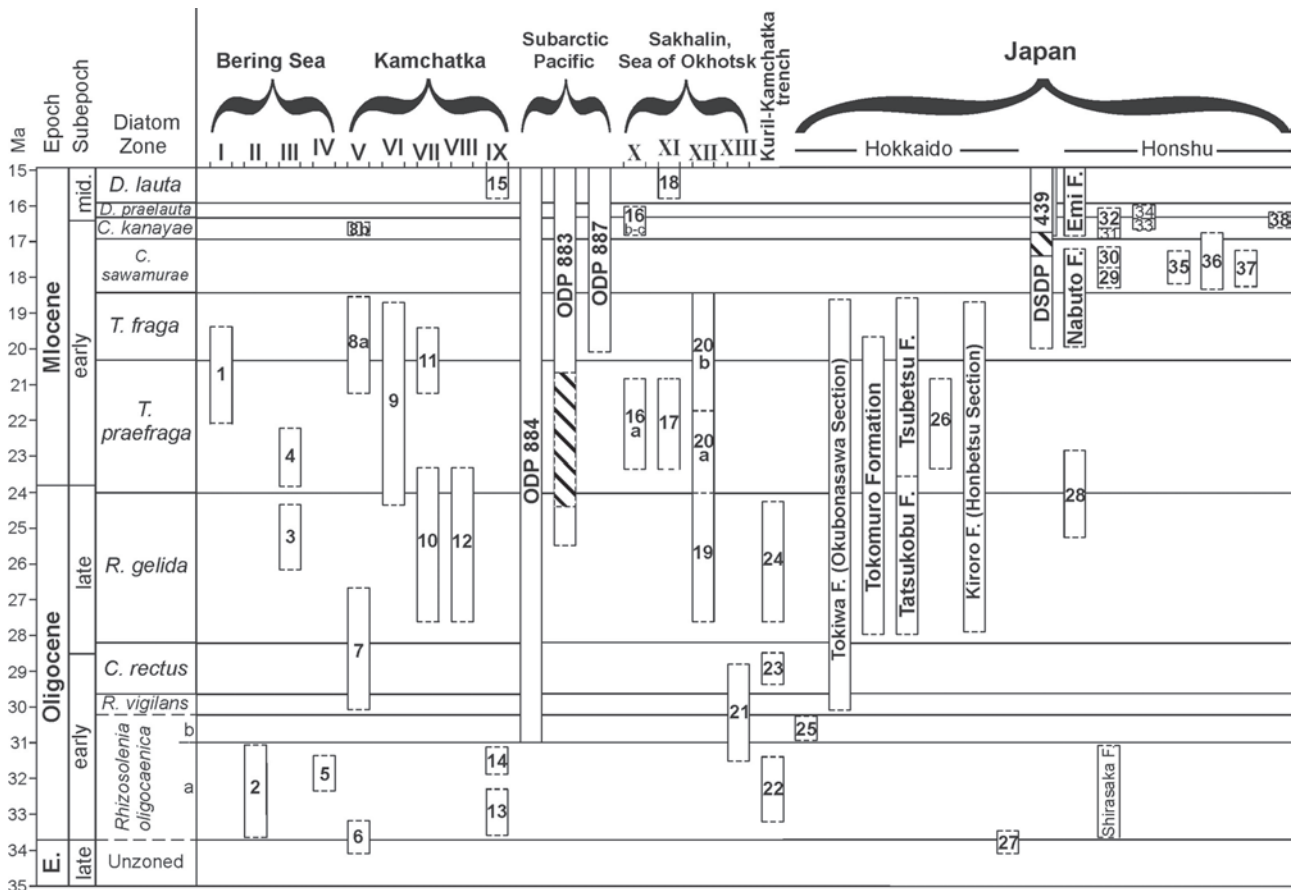 Bering Sea
Kamchatka
Subarctic
Pacific
Sakhalin,
Sea of Okhotsk
Kuril-Kamchatka
trench
Japan
Hokkaido
Honshu
Ma
Epoch
Subepoch
Diatom
Zone
I
II
III
IV
V
VI
VII
VIII
IX
X
XI
XII
XIII
15
16
17
18
19
20
21
22
23
24
25
26
27
28
29
30
31
32
33
34
35
MIocene
Oligocene
E.
mid.
early
late
early
late
D. lauta
D. praelauta
C. kanayae
C.
sawamurae
T. fraga
T.
praefraga
R. gelida
C. rectus
R. vigilans
Rhizosolenia
oligocaenica
b
a
Unzoned
1
2
3
4
5
6
7
8a
8b
9
10
11
12
13
14
15
ODP 884
ODP 883
ODP 887
16
b-c
16
a
17
18
19
20
a
20
b
21
22
23
24
25
Tokiwa F. (Okubonasawa Section)
Tokomuro Formation
Tatsukobu F.
Tsubetsu F.
26
Kiroro F. (Honbetsu Section)
27
DSDP 439
Emi F.
Nabuto F.
28
29
30
31
32
33
34
35
36
37
38
Shirasaka F.